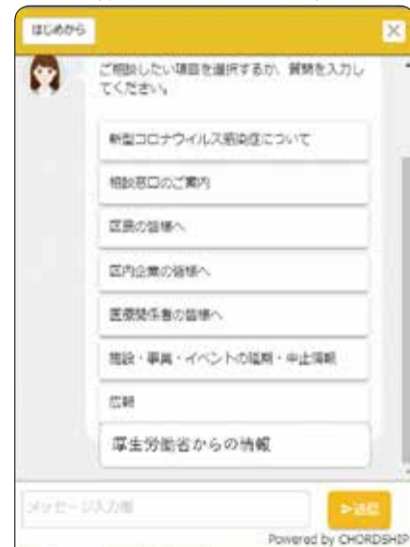 はじめから
ご相談したい項目を選択するか、質問を入力し
てください。
新型コロナウイルス感染症について
相談窓口のご案内
区民の皆様へ
区内企業の皆様へ
医療関係者の皆様へ
施設・事業・イベントの延期・中止情報
広報
厚生労働省からの情報
メッセージ入力欄
送信
Powered by CHORDSHIP